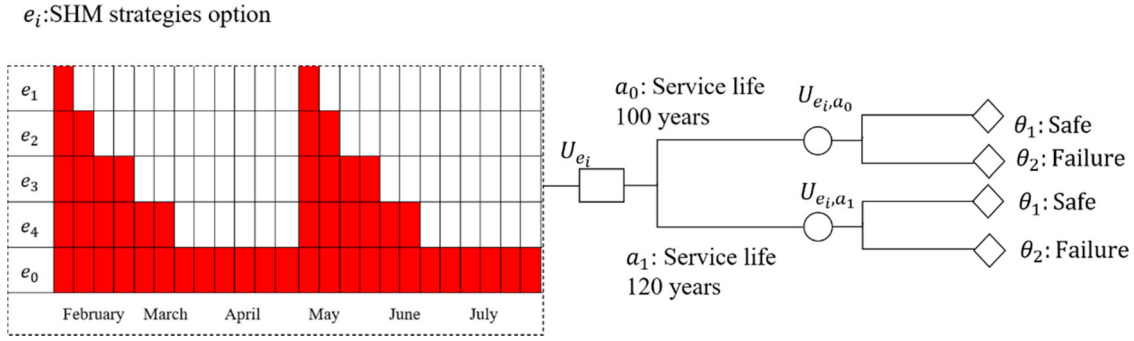 e_i:SHM strategies option
e_1
e_2
e_3
e_4
e_0
February March April May June July
U_{e_i}
a_0: Service life
100 years
a_1: Service life
120 years
U_{e_i,a_0}
θ_1: Safe
θ_2: Failure
U_{e_i,a_1}
θ_1: Safe
θ_2: Failure